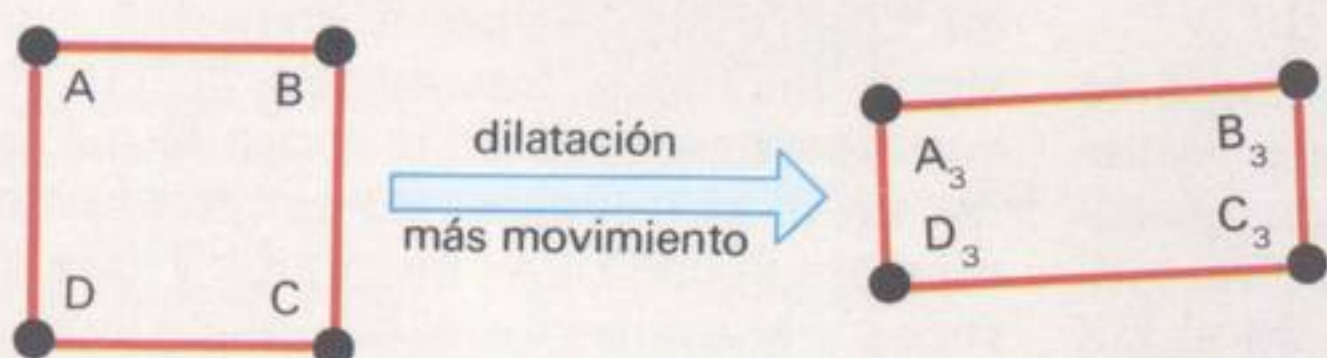 A B
D C
dilatación
más movimiento
A₃ B₃
D₃ C₃